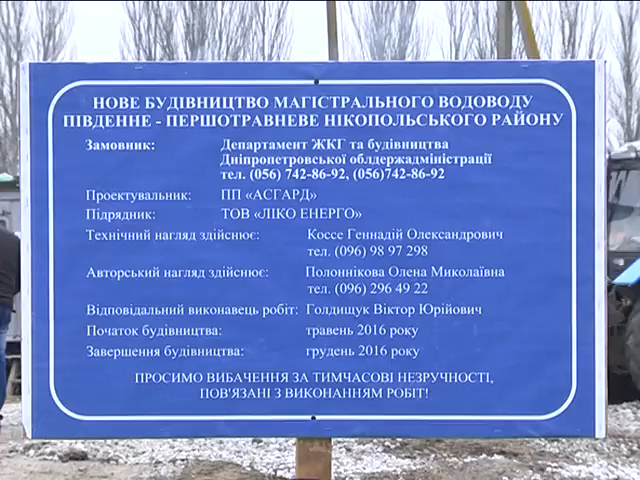 НОВЕ БУДІВНИЦТВО МАГІСТРАЛЬНОГО ВОДОВОДУ
ПІВДЕННЕ - ПЕРШОТРАВНЕВЕ НІКОПОЛЬСЬКОГО РАЙОНУ
Замовник: Департамент ЖКГ та будівництва
Дніпропетровської облдержадміністрації
тел. (056) 742-86-92, (056)742-86-92
Проектувальник: ПП «АСГАРД»
Підрядник: ТОВ «ЛІКО ЕНЕРГО»
Технічний нагляд здійснює: Коссе Геннадій Олександрович
тел. (096) 98 97 298
Авторський нагляд здійснює: Полоннікова Олена Миколаївна
тел. (096) 296 49 22
Відповідальний виконавець робіт: Голдищук Віктор Юрійович
Початок будівництва: травень 2016 року
Завершення будівництва: грудень 2016 року
ПРОСИМО ВИБАЧЕННЯ ЗА ТИМЧАСОВІ НЕЗРУЧНОСТІ,
ПОВ'ЯЗАНІ З ВИКОНАННЯМ РОБІТ!